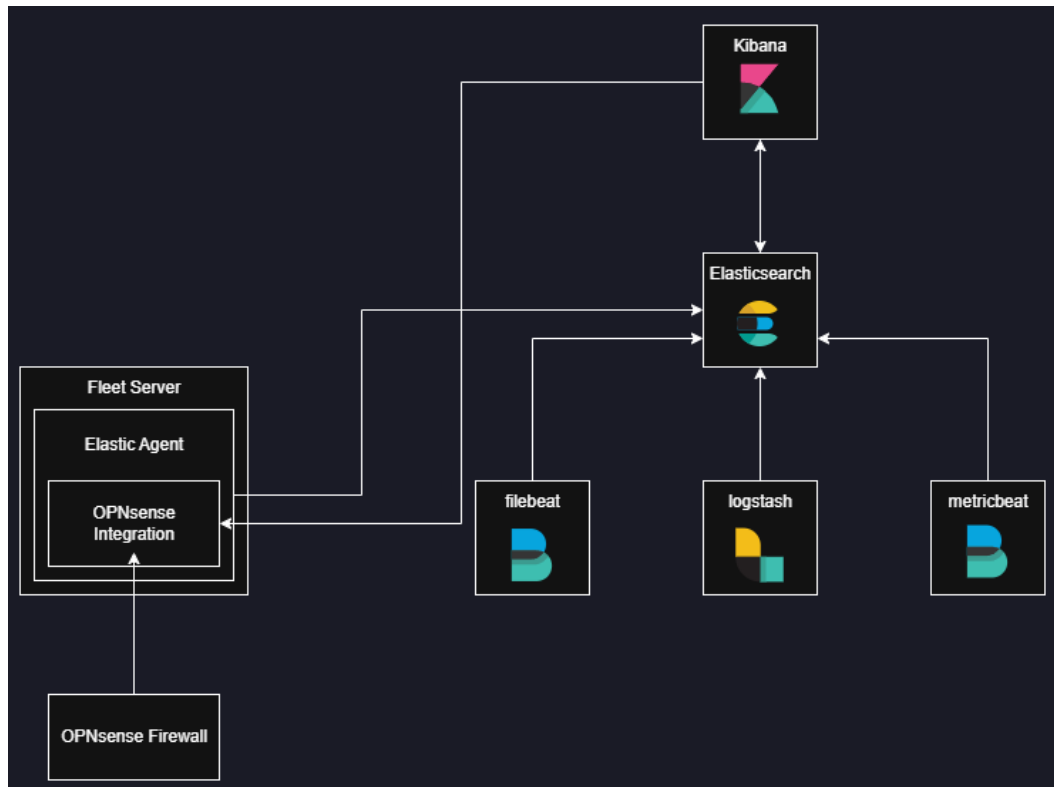 Kibana
Elasticsearch
Fleet Server
Elastic Agent
OPNsense
Integration
filebeat
logstash
metricbeat
OPNsense Firewall